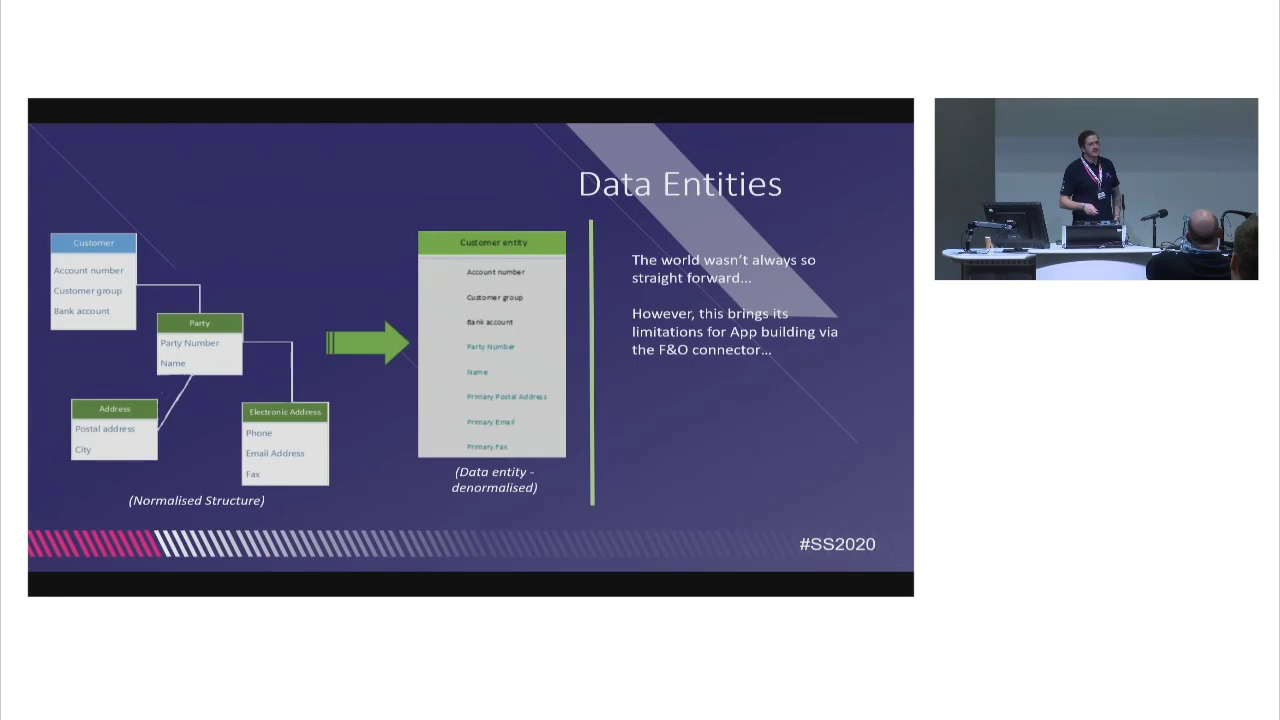 Data Entities
Customer
Account number
Customer group
Bank account
Party
Party Number
Name
Address
Postal address
City
Electronic Address
Phone
Email Address
Fax
(Normalised Structure)
Customer entity
Account number
Customer group
Bank account
Party Number
Name
Primary Postal Address
Primary Email
Primary Fax
(Data entity -
denormalised)
The world wasn’t always so
straight forward...
However, this brings its
limitations for App building via
the F&O connector...
#SS2020